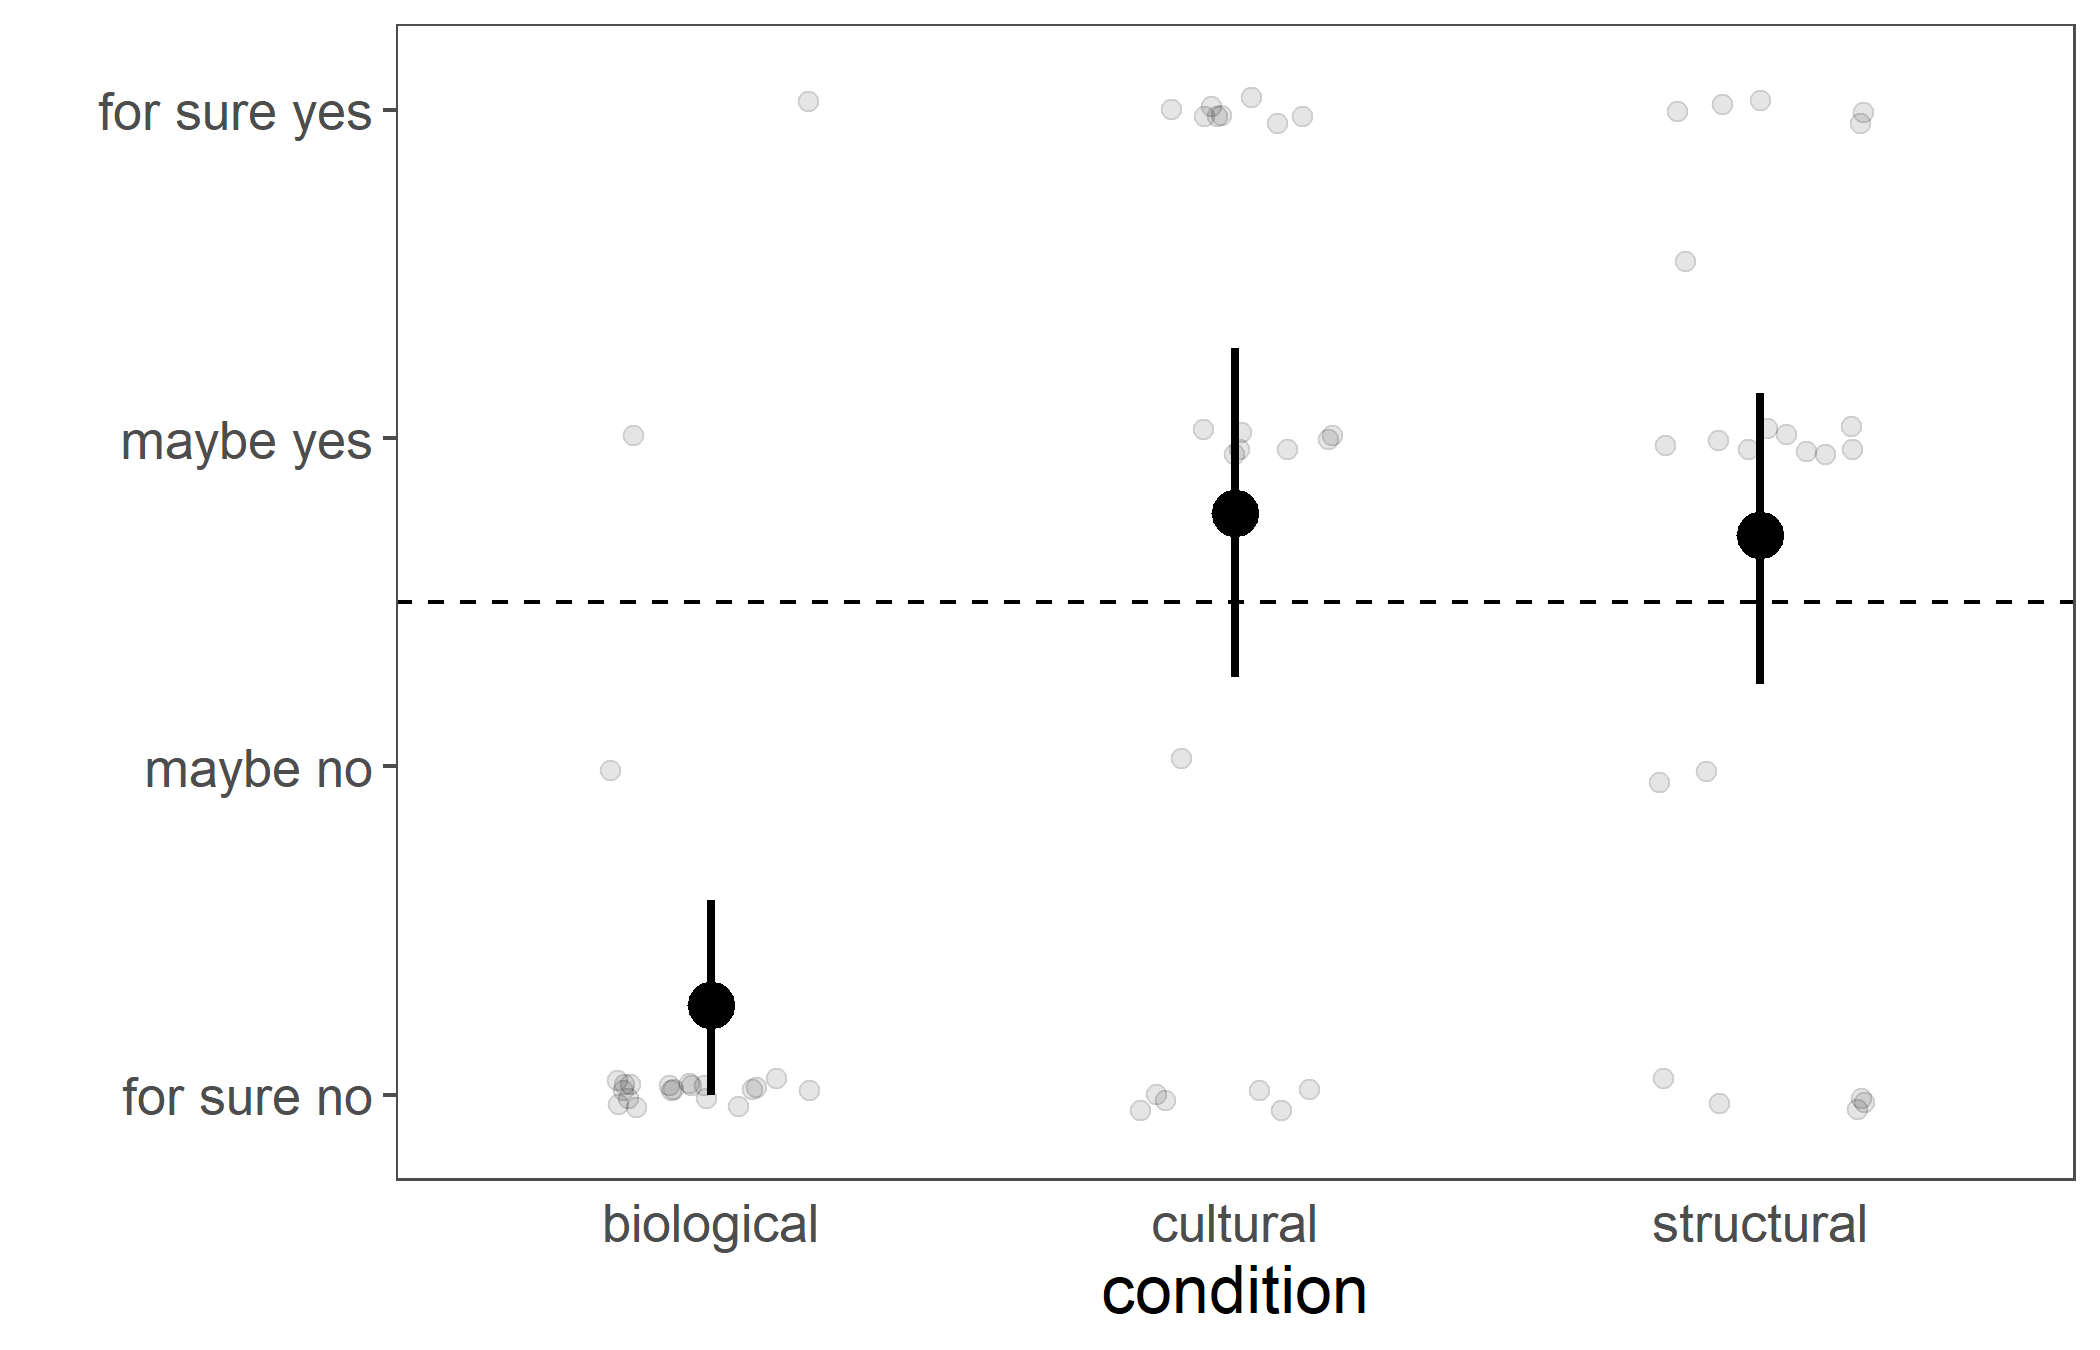 for sure yes
maybe yes
maybe no
for sure no
biological cultural structural
condition